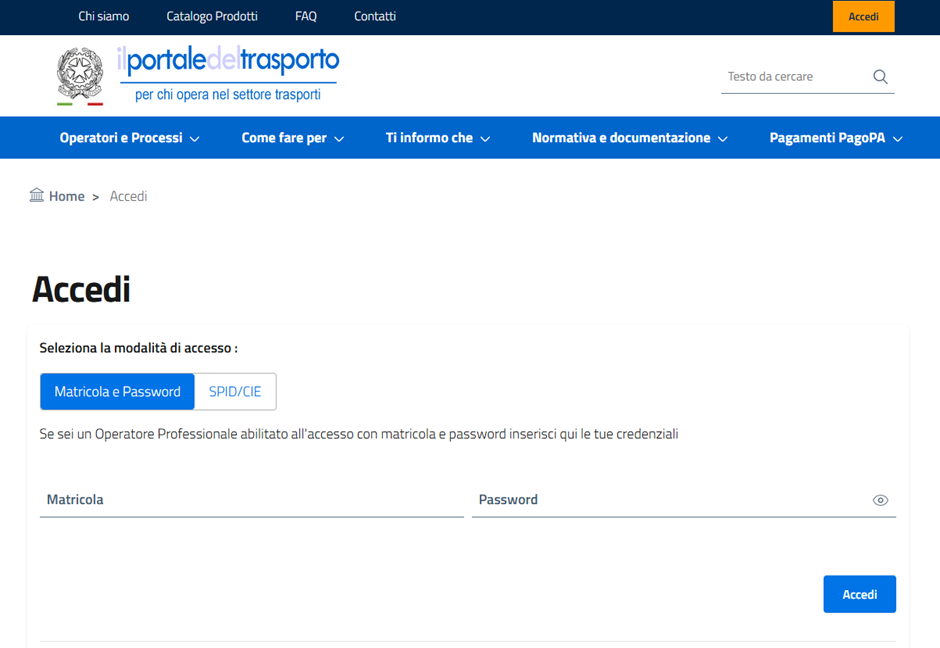 Chi siamo Catalogo Prodotti FAQ Contatti Accedi
ilportaledeltrasporto
per chi opera nel settore trasporti
Testo da cercare
Operatori e Processi Come fare per Ti informo che Normativa e documentazione Pagamenti PagoPA
Home > Accedi
Accedi
Seleziona la modalità di accesso :
Matricola e Password SPID/CIE
Se sei un Operatore Professionale abilitato all'accesso con matricola e password inserisci qui le tue credenziali
Matricola Password
Accedi